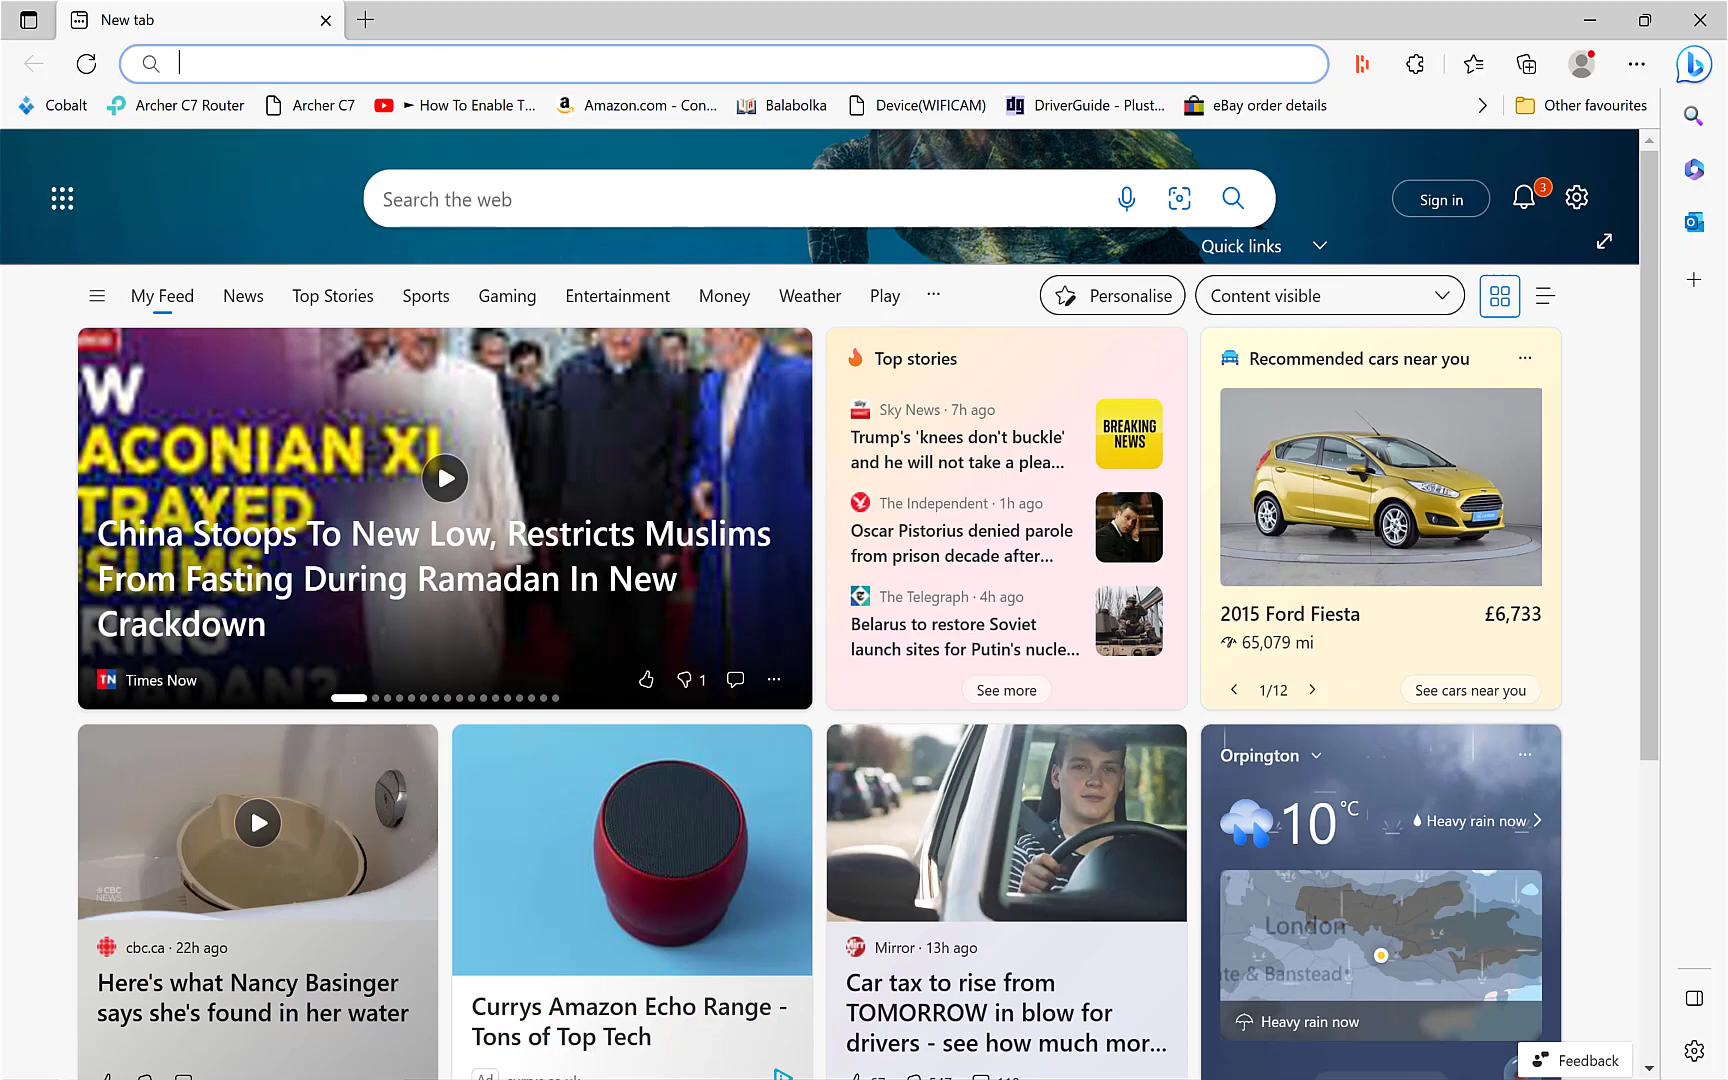 New tab
Cobalt
Archer C7 Router
Archer C7
► How To Enable T...
Amazon.com - Con...
Balabolka
Device(WIFICAM)
DriverGuide - Plust...
eBay order details
Other favourites
Search the web
Sign in
3
Quick links
My Feed
News
Top Stories
Sports
Gaming
Entertainment
Money
Weather
Play
...
Personalise
Content visible
W
ACONIAN XI
TRAYED
RING
China Stoops To New Low, Restricts Muslims
From Fasting During Ramadan In New
Crackdown
TN Times Now
1
Top stories
Sky News · 7h ago
Trump's 'knees don't buckle'
and he will not take a plea...
BREAKING
NEWS
The Independent · 1h ago
Oscar Pistorius denied parole
from prison decade after...
The Telegraph · 4h ago
Belarus to restore Soviet
launch sites for Putin's nucle...
See more
Recommended cars near you
2015 Ford Fiesta
£6,733
65,079 mi
1/12
See cars near you
CBC
NEWS
cbc.ca · 22h ago
Here's what Nancy Basinger
says she's found in her water
Currys Amazon Echo Range -
Tons of Top Tech
Ad
Mirror · 13h ago
Car tax to rise from
TOMORROW in blow for
drivers - see how much mor...
Orpington
10 °C
Heavy rain now
London
te & Banstead
Heavy rain now
Feedback